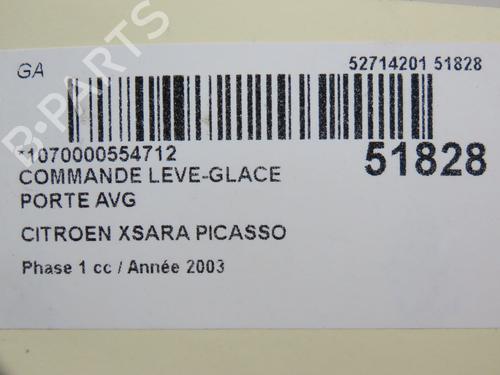 GA
52714201 51828
*1070000554712
51828
COMMANDE LEVE-GLACE
PORTE AVG
CITROEN XSARA PICASSO
Phase 1 cc / Année 2003
B-PARTS